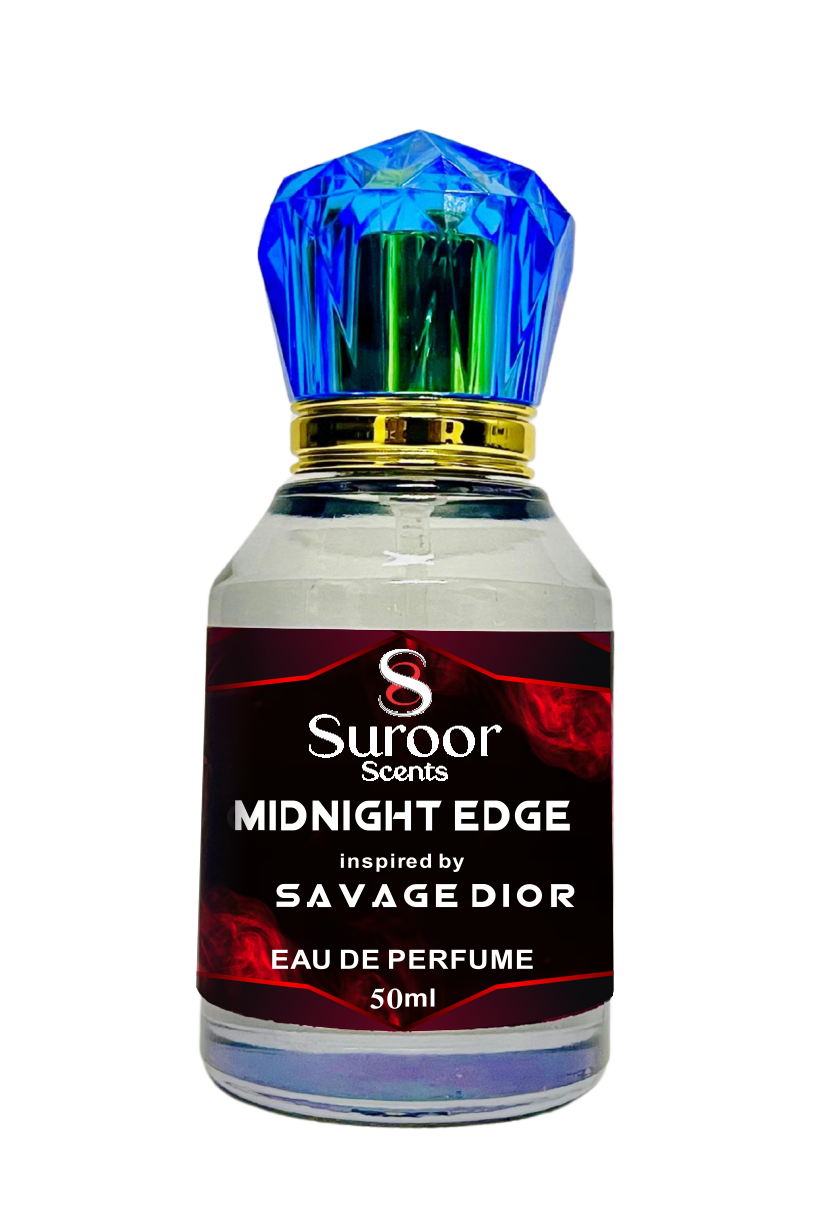 Suroor
Scents
MIDNIGHT EDGE
inspired by
SAVAGE DIOR
EAU DE PERFUME
50ml